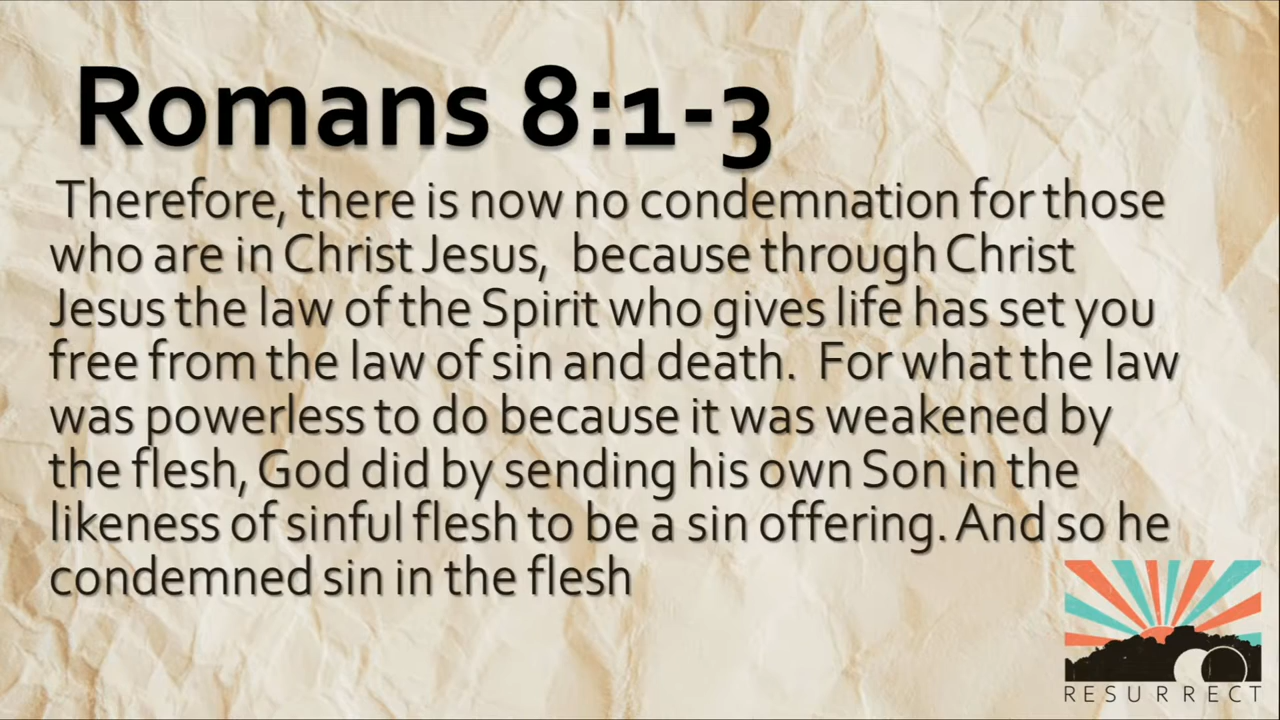 Romans 8:1-3
Therefore, there is now no condemnation for those
who are in Christ Jesus, because through Christ
Jesus the law of the Spirit who gives life has set you
free from the law of sin and death. For what the law
was powerless to do because it was weakened by
the flesh, God did by sending his own Son in the
likeness of sinful flesh to be a sin offering. And so he
condemned sin in the flesh
RESURRECT